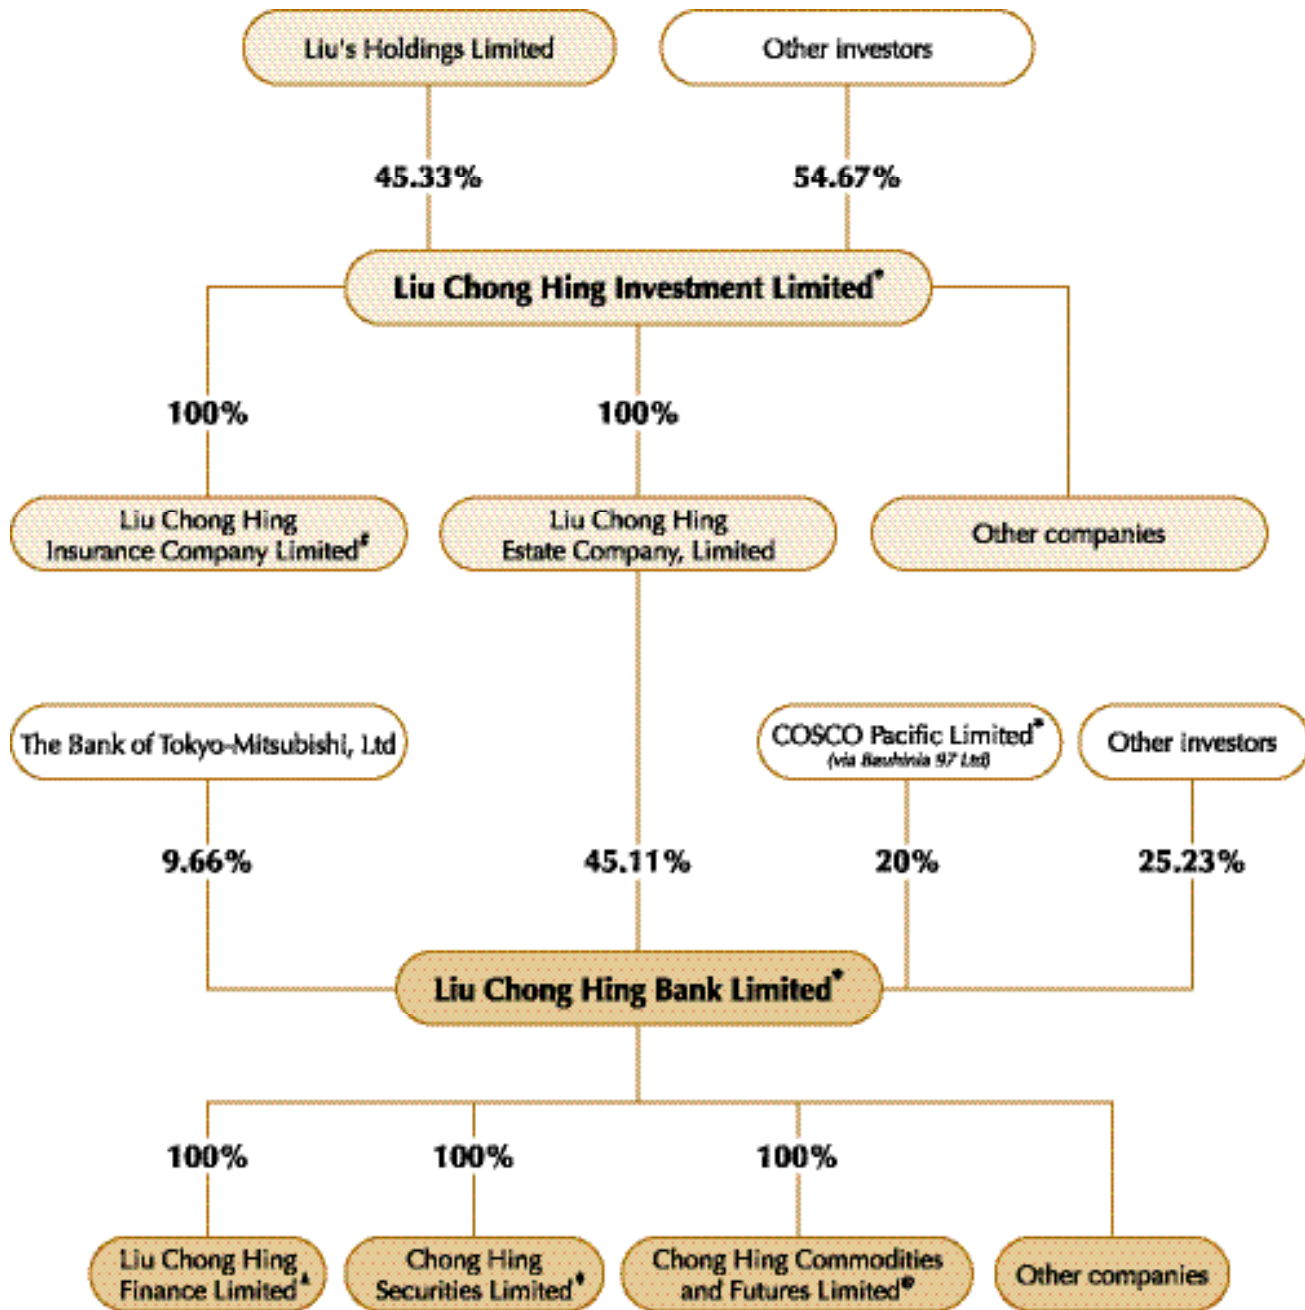 Liu's Holdings Limited
Other investors
45.33%
54.67%
Liu Chong Hing Investment Limited*
100%
100%
Liu Chong Hing
Insurance Company Limited#
Liu Chong Hing
Estate Company, Limited
Other companies
The Bank of Tokyo-Mitsubishi, Ltd
COSCO Pacific Limited*
(via Bauhinia 97 Ltd)
Other investors
9.66%
45.11%
20%
25.23%
Liu Chong Hing Bank Limited*
100%
100%
100%
Liu Chong Hing
Finance Limited
Chong Hing
Securities Limited
Chong Hing Commodities
and Futures Limited
Other companies